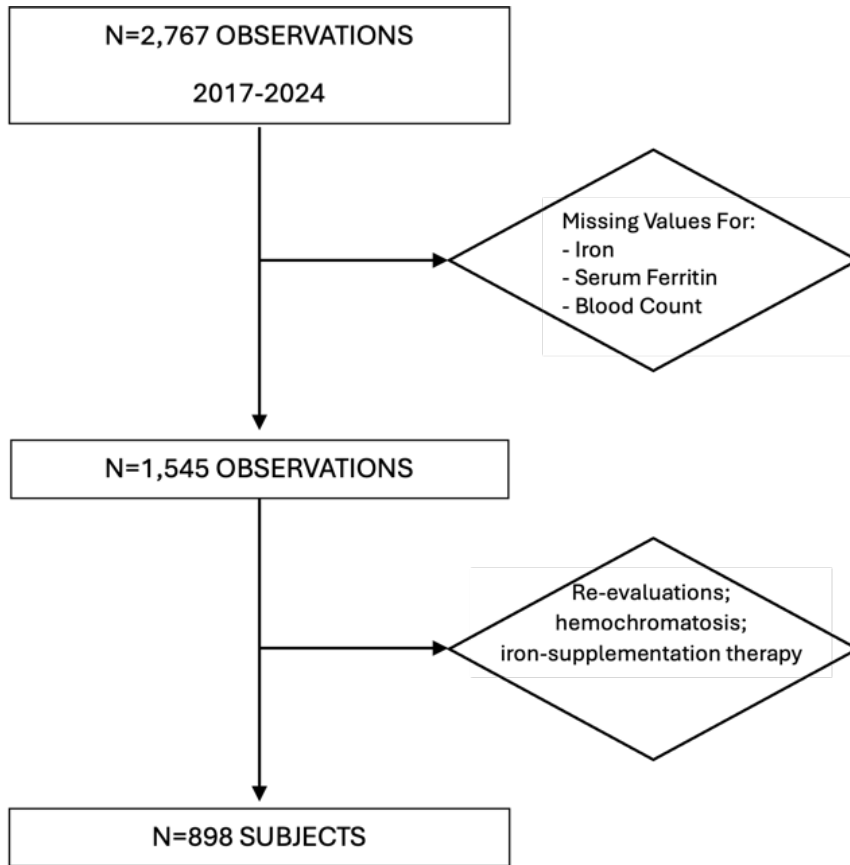 N=2,767 OBSERVATIONS
2017-2024
Missing Values For:
- Iron
- Serum Ferritin
- Blood Count
N=1,545 OBSERVATIONS
Re-evaluations;
hemochromatosis;
iron-supplementation therapy
N=898 SUBJECTS